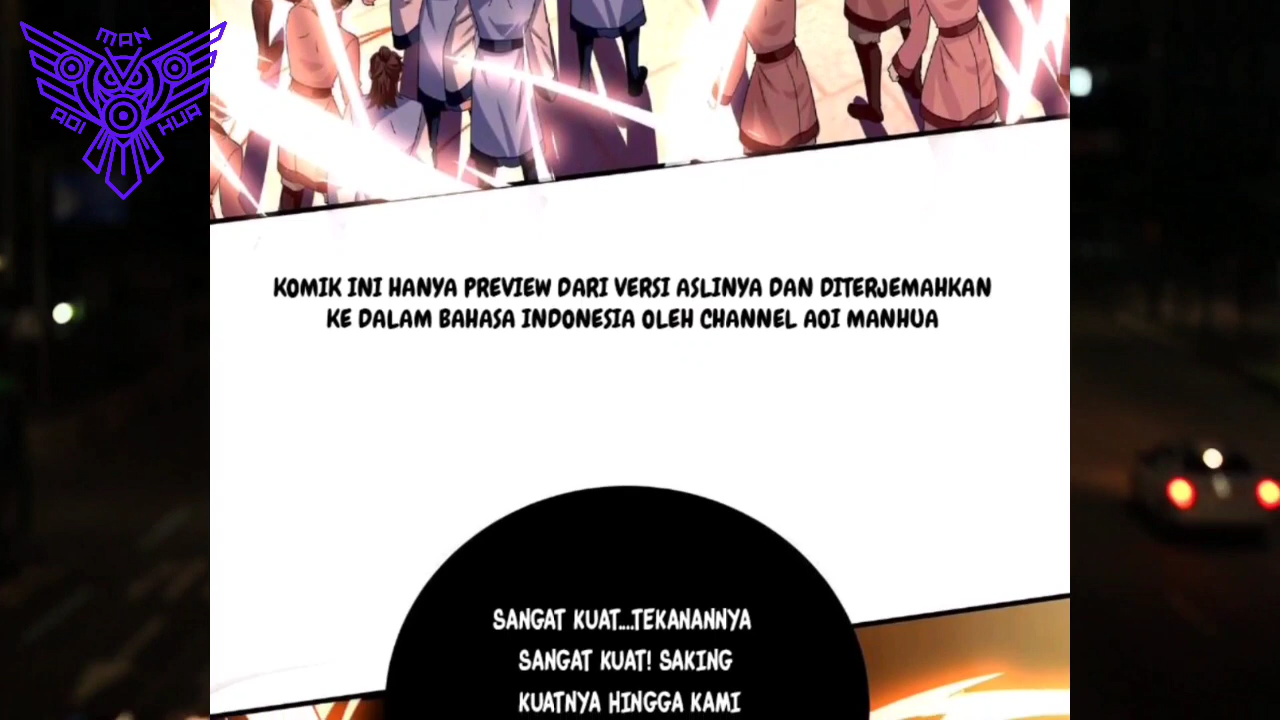 MAN
AOI HUA
KOMIK INI HANYA PREVIEW DARI VERSI ASLINYA DAN DITERJEMAHKAN
KE DALAM BAHASA INDONESIA OLEH CHANNEL AOI MANHUA
SANGAT KUAT....TEKANANNYA
SANGAT KUAT! SAKING
KUATNYA HINGGA KAMI